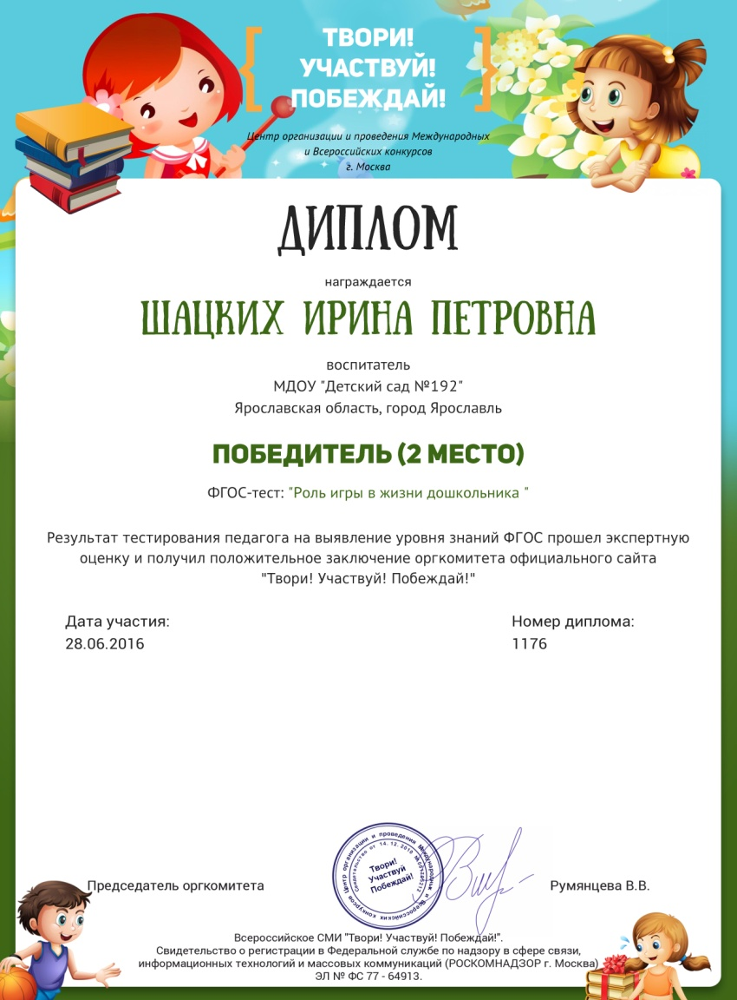 ТВОРИ!
УЧАСТВУЙ!
ПОБЕЖДАЙ!
Центр организации и проведения Международных
и Всероссийских конкурсов
г. Москва
ДИПЛОМ
награждается
ШАЦКИХ ИРИНА ПЕТРОВНА
воспитатель
МДОУ "Детский сад №192"
Ярославская область, город Ярославль
ПОБЕДИТЕЛЬ (2 МЕСТО)
ФГОС-тест: "Роль игры в жизни дошкольника "
Результат тестирования педагога на выявление уровня знаний ФГОС прошел экспертную
оценку и получил положительное заключение оргкомитета официального сайта
"Твори! Участвуй! Победжай!"
Дата участия:
28.06.2016
Номер диплома:
1176
Центр организации и проведения Международных и Всероссийских конкурсов
Свидетельство от 14.12.2010
Твори!
Участвуй
Побеждай!
Председатель оргкомитета
Румянцева В.В.
Всероссийское СМИ "Твори! Участвуй! Побеждай!".
Свидетельство о регистрации в Федеральной службе по надзору в сфере связи,
информационных технологий и массовых коммуникаций (РОСКОМНАДЗОР г. Москва)
ЭЛ № ФС 77 - 64913.